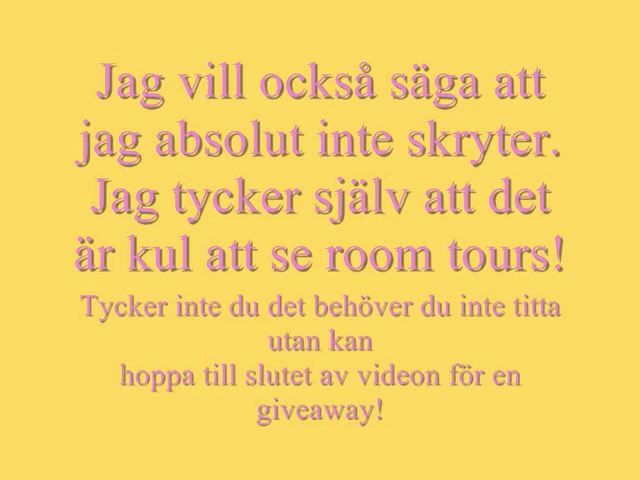 Jag vill också säga att
jag absolut inte skryter.
Jag tycker själv att det
är kul att se room tours!
Tycker inte du det behöver du inte titta
utan kan
hoppa till slutet av videon för en
giveaway!